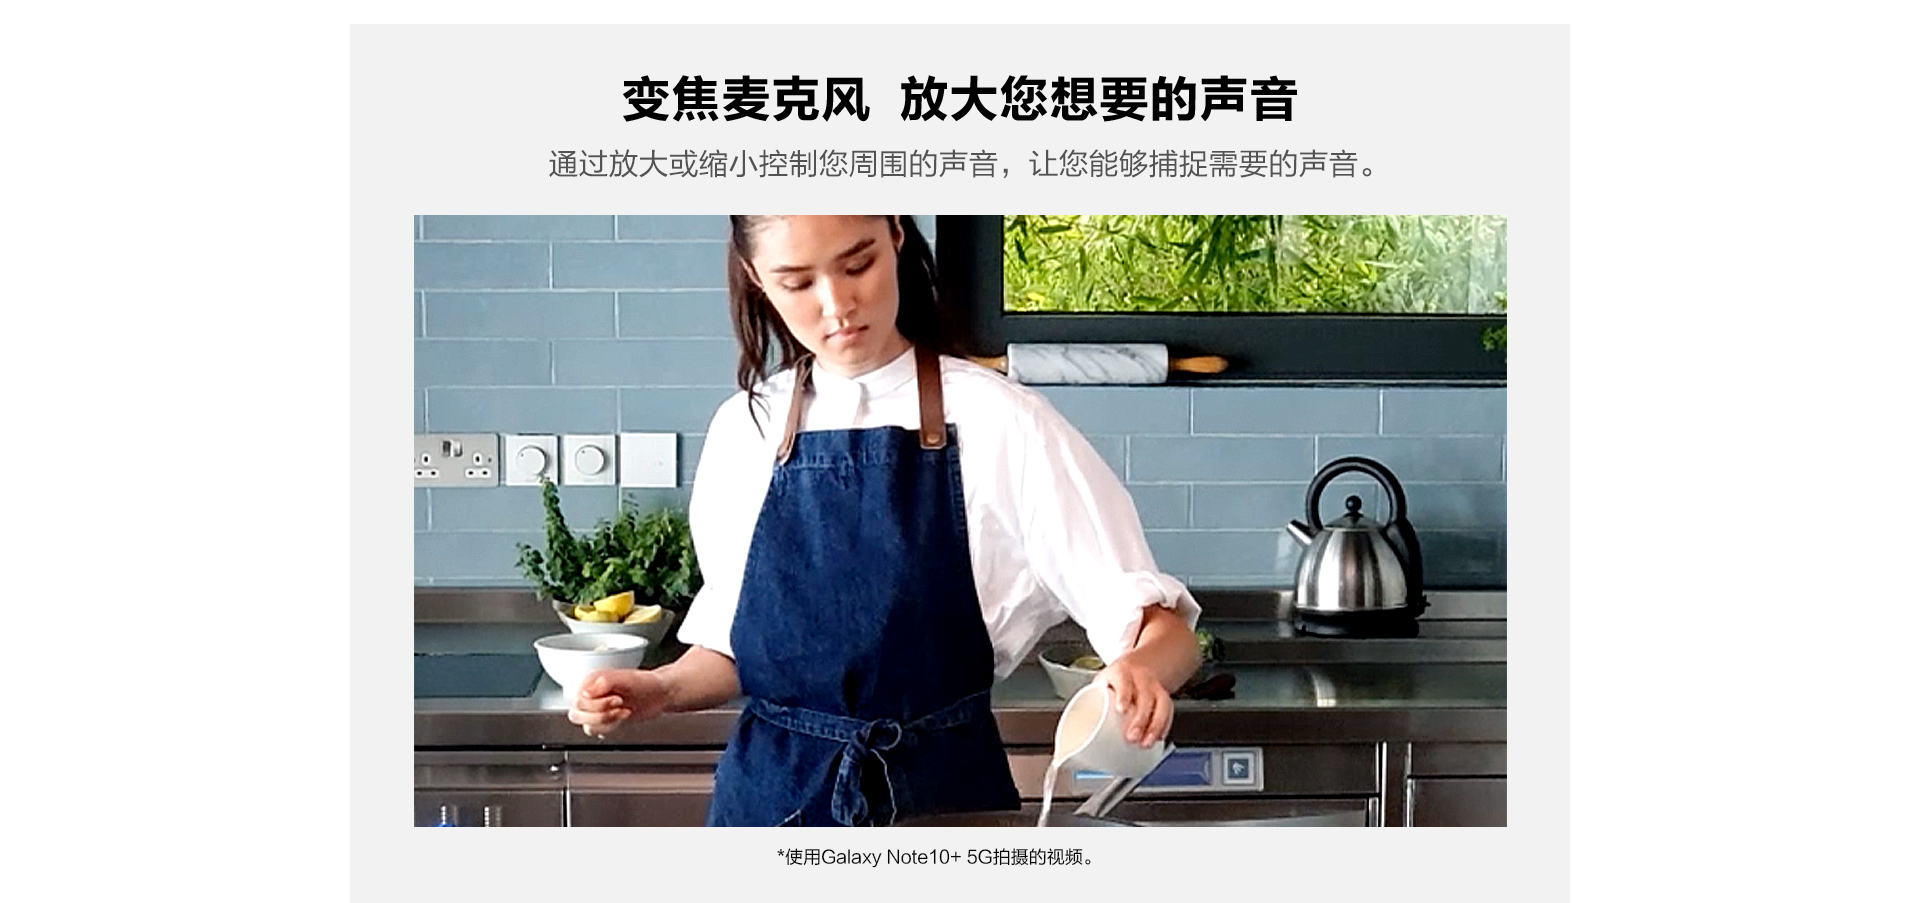 变焦麦克风 放大您想要的声音
通过放大或缩小控制您周围的声音，让您能够捕捉需要的声音。
*使用Galaxy Note10+ 5G拍摄的视频。